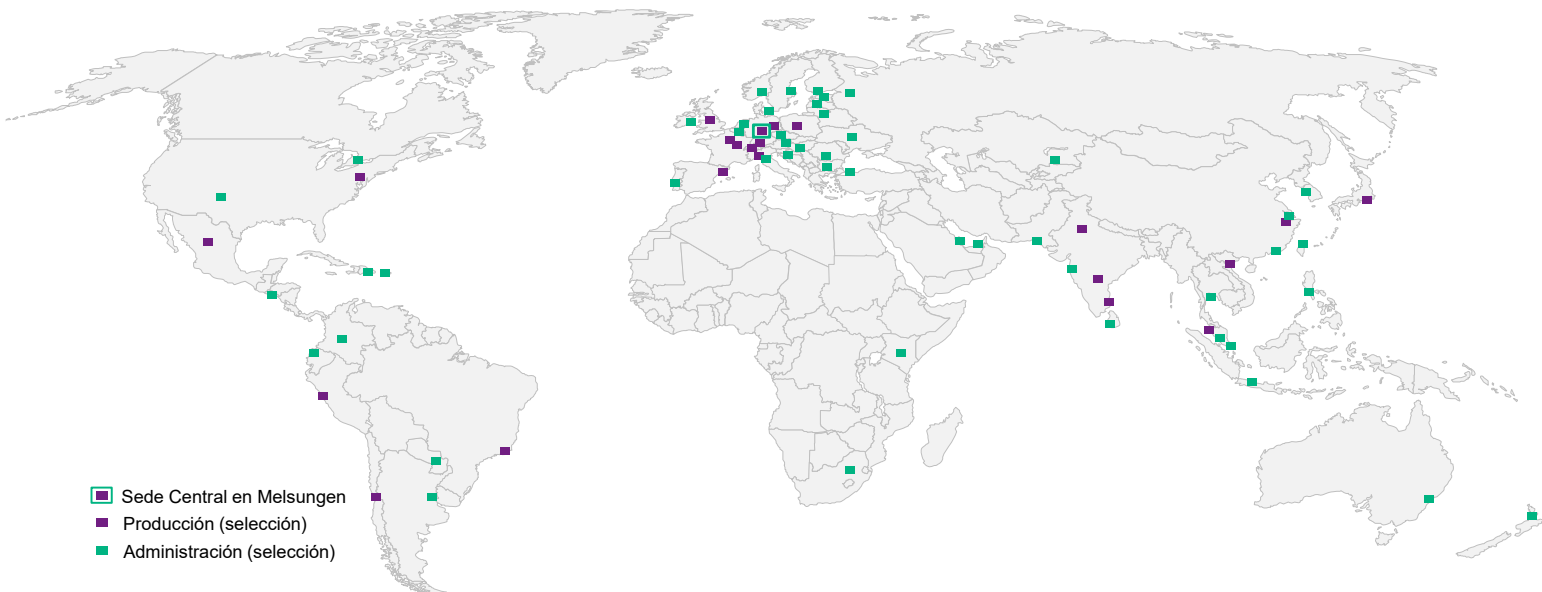 Sede Central en Melsungen
Producción (selección)
Administración (selección)